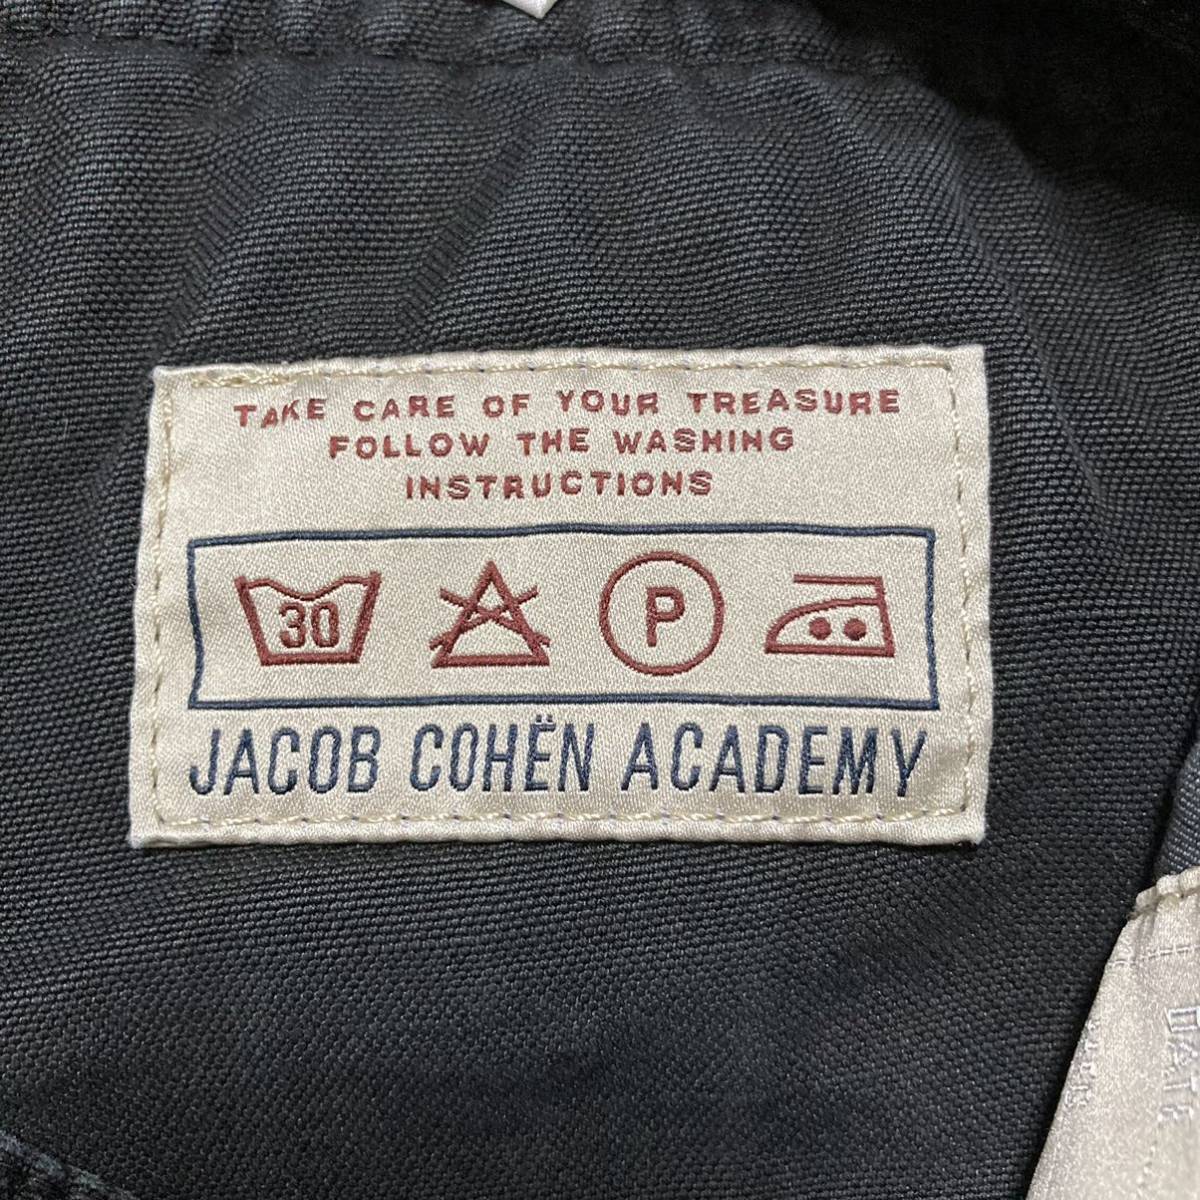 TAKE CARE OF YOUR TREASURE
FOLLOW THE WASHING
INSTRUCTIONS
30 P
JACOB COHËN ACADEMY